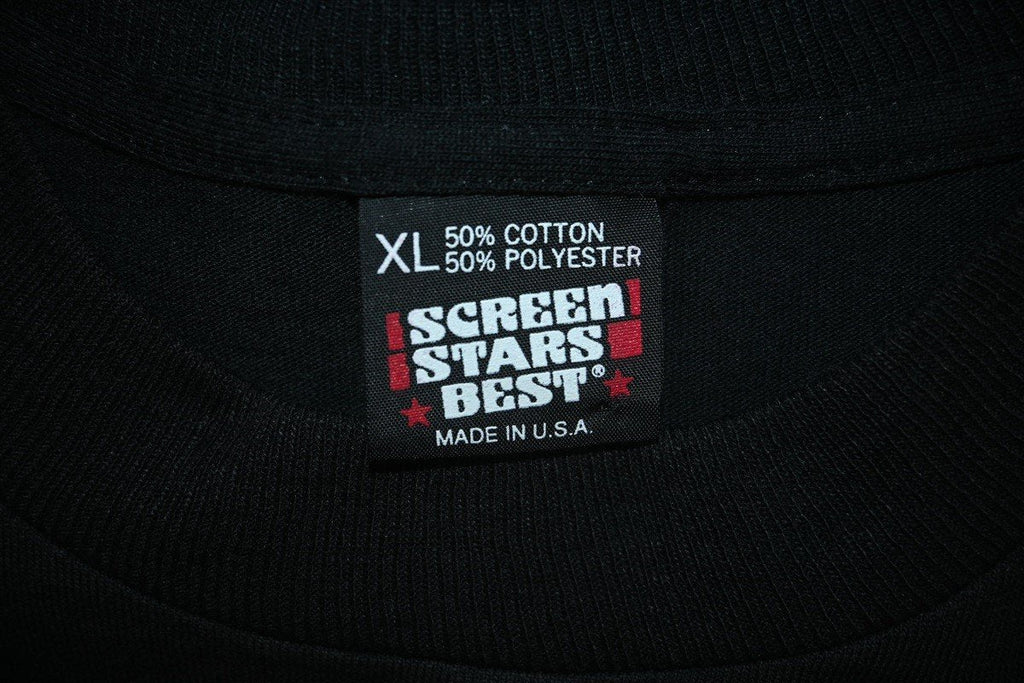 XL 50% COTTON
50% POLYESTER
SCREEN
STARS
BEST®
MADE IN U.S.A.